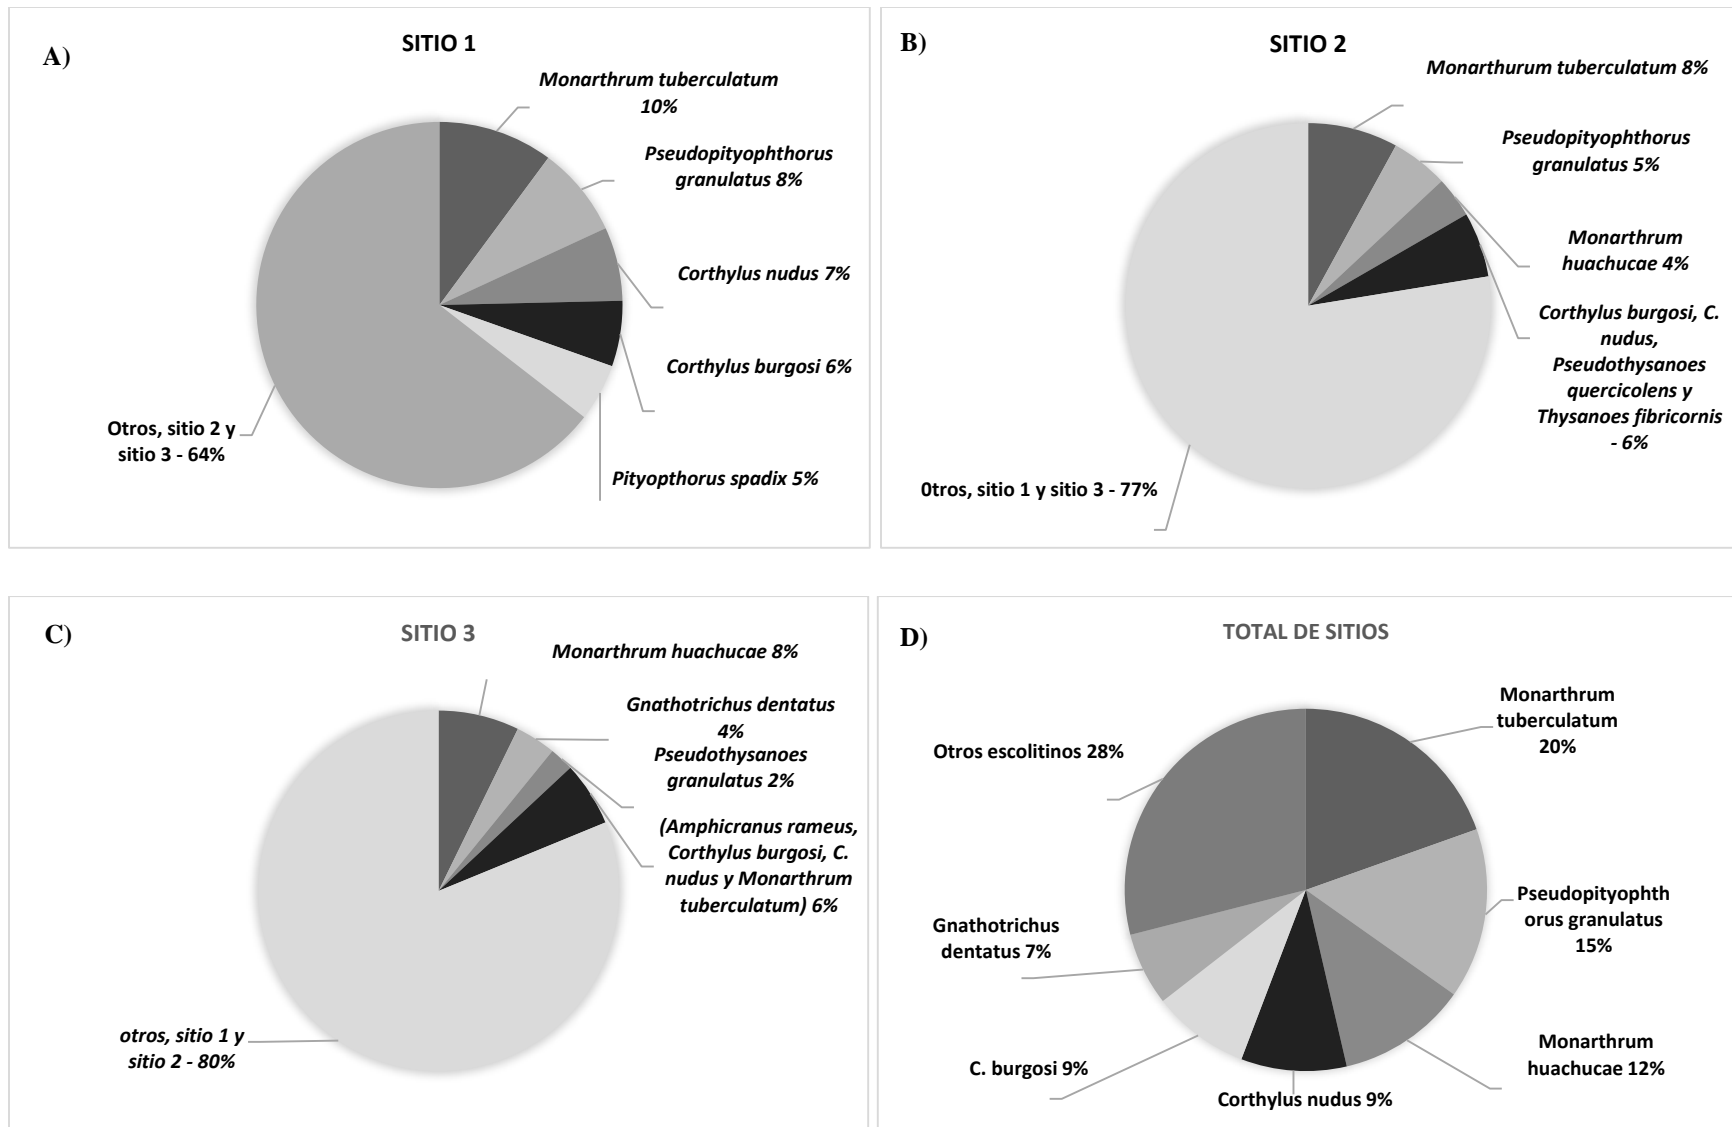 A)
SITIO 1
Monarthrum tuberculatum
10%
Pseudopityophthorus
granulatus 8%
Corthylus nudus 7%
Corthylus burgosi 6%
Pityopthorus spadix 5%
Otros, sitio 2 y
sitio 3 - 64%
B)
SITIO 2
Monarthurum tuberculatum 8%
Pseudopityophthorus
granulatus 5%
Monarthrum
huachucae 4%
Corthylus burgosi, C.
nudus,
Pseudothysanoes
quercicolens y
Thysanoes fibricornis
- 6%
0tros, sitio 1 y sitio 3 - 77%
C)
SITIO 3
Monarthrum huachucae 8%
Gnathotrichus dentatus
4%
Pseudothysanoes
granulatus 2%
(Amphicranus rameus,
Corthylus burgosi, C.
nudus y Monarthrum
tuberculatum) 6%
otros, sitio 1 y
sitio 2 - 80%
D)
TOTAL DE SITIOS
Monarthrum
tuberculatum
20%
Pseudopityophth
orus granulatus
15%
Monarthrum
huachucae 12%
Corthylus nudus 9%
C. burgosi 9%
Gnathotrichus
dentatus 7%
Otros escolitinos 28%